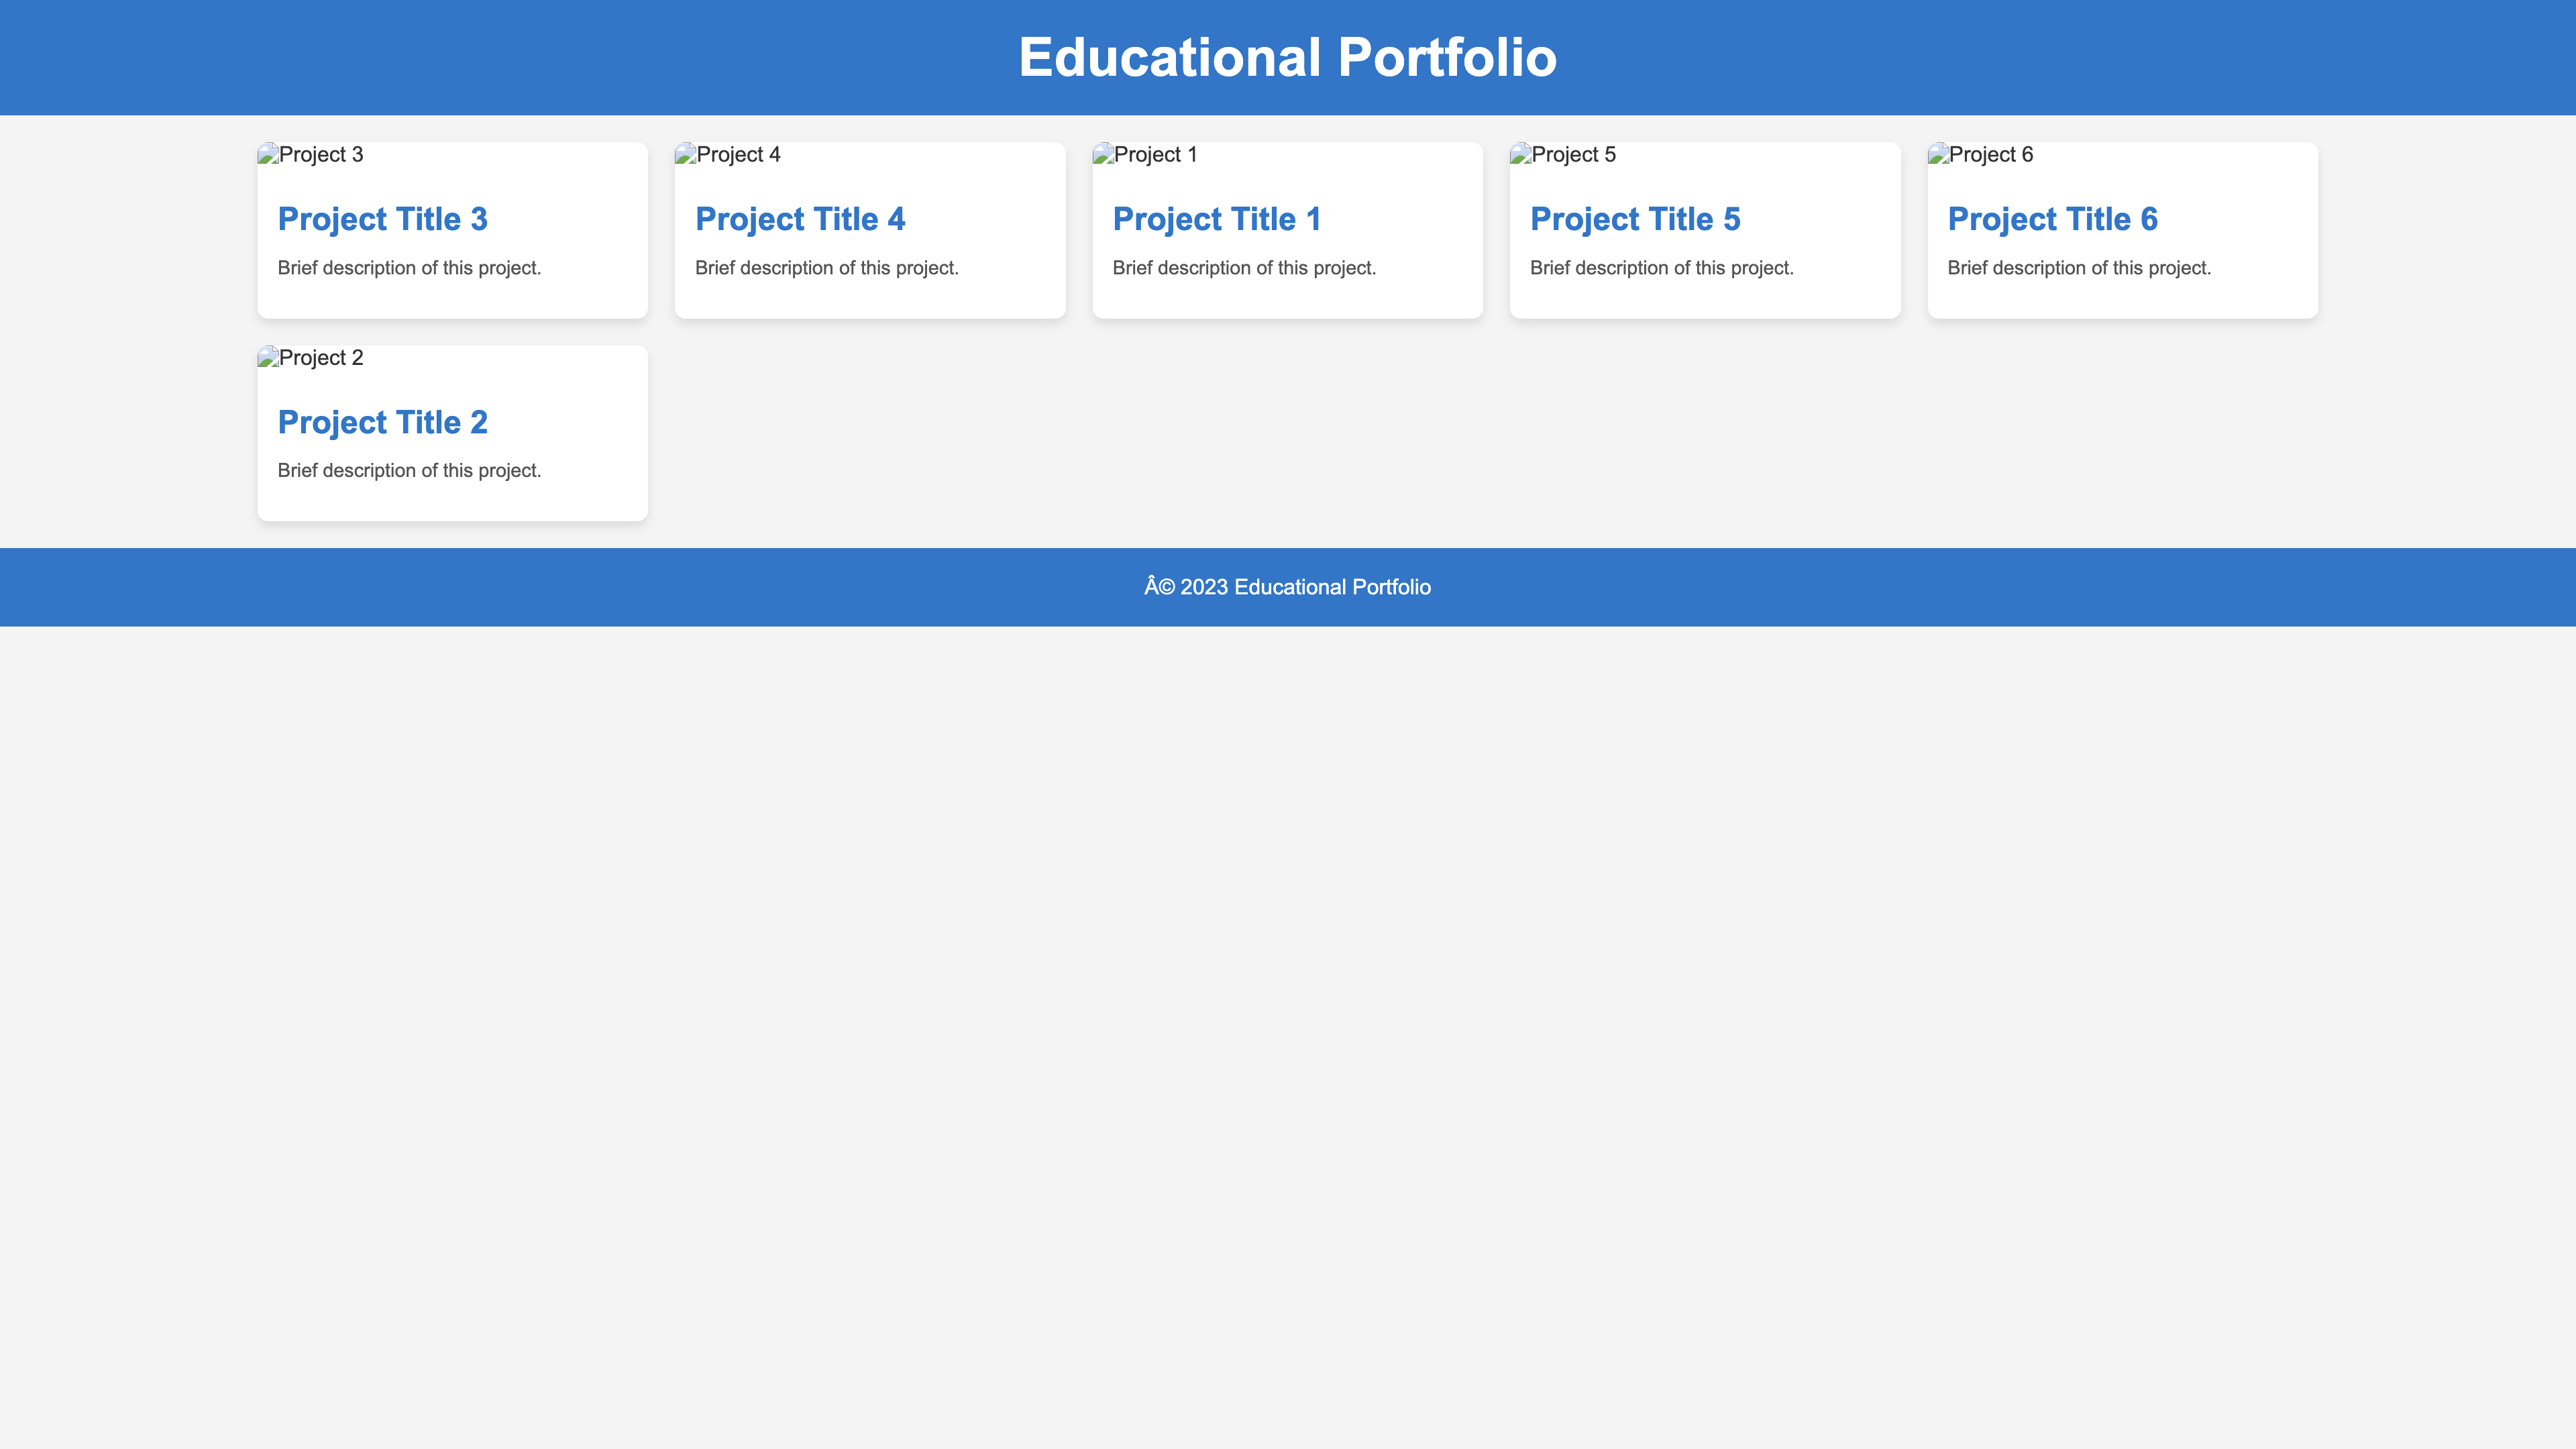 Educational Portfolio
Project 3
Project Title 3
Brief description of this project.
Project 4
Project Title 4
Brief description of this project.
Project 1
Project Title 1
Brief description of this project.
Project 5
Project Title 5
Brief description of this project.
Project 6
Project Title 6
Brief description of this project.
Project 2
Project Title 2
Brief description of this project.
Â© 2023 Educational Portfolio